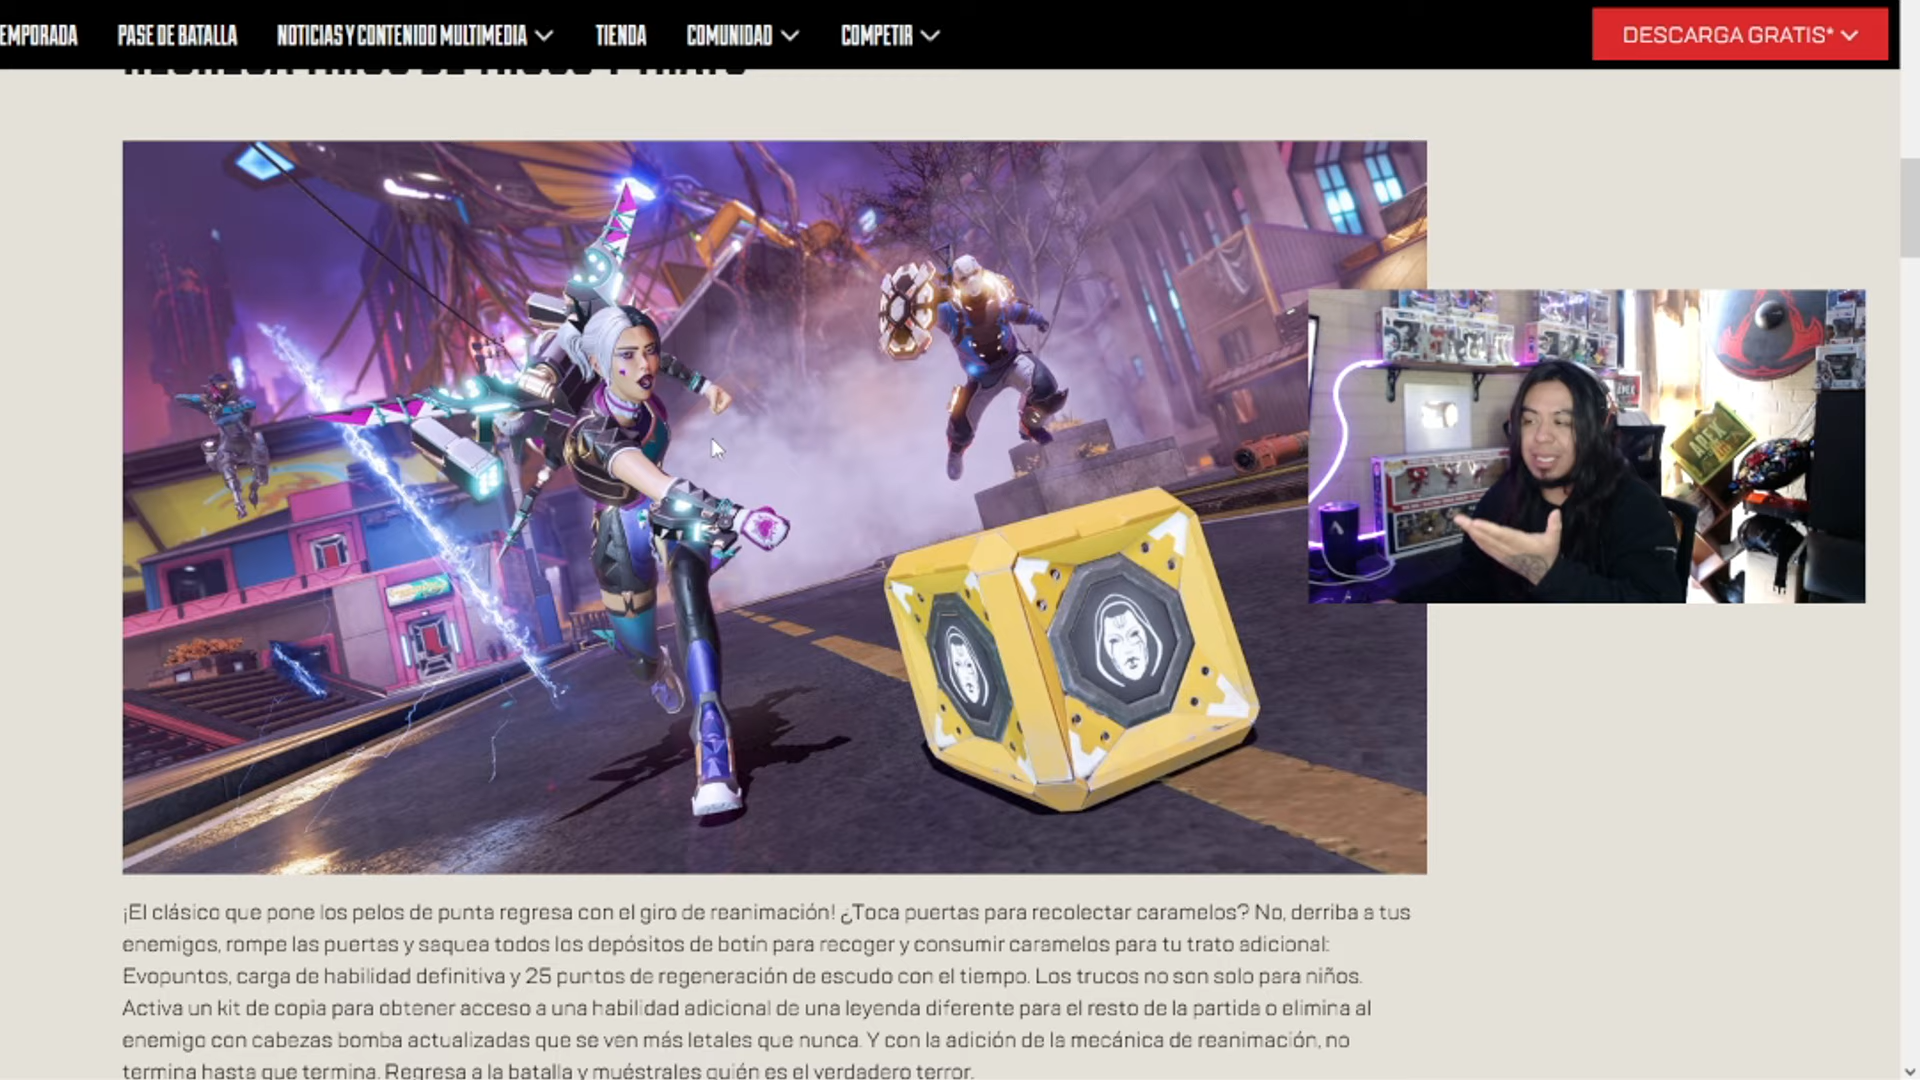 EMPORADA PASE DE BATALLA NOTICIAS Y CONTENIDO MULTIMEDIA TIENDA COMUNIDAD COMPETIR DESCARGA GRATIS*
¡El clásico que pone los pelos de punta regresa con el giro de reanimación! ¿Toca puertas para recolectar caramelos? No, derriba a tus
enemigos, rompe las puertas y saquea todos los depósitos de botín para recoger y consumir caramelos para tu trato adicional:
Evopuntos, carga de habilidad definitiva y 25 puntos de regeneración de escudo con el tiempo. Los trucos no son solo para niños.
Activa un kit de copia para obtener acceso a una habilidad adicional de una leyenda diferente para el resto de la partida o elimina al
enemigo con cabezas bomba actualizadas que se ven más letales que nunca. Y con la adición de la mecánica de reanimación, no
termina hasta que termina. Regresa a la batalla y muéstrales quién es el verdadero terror.
APEX